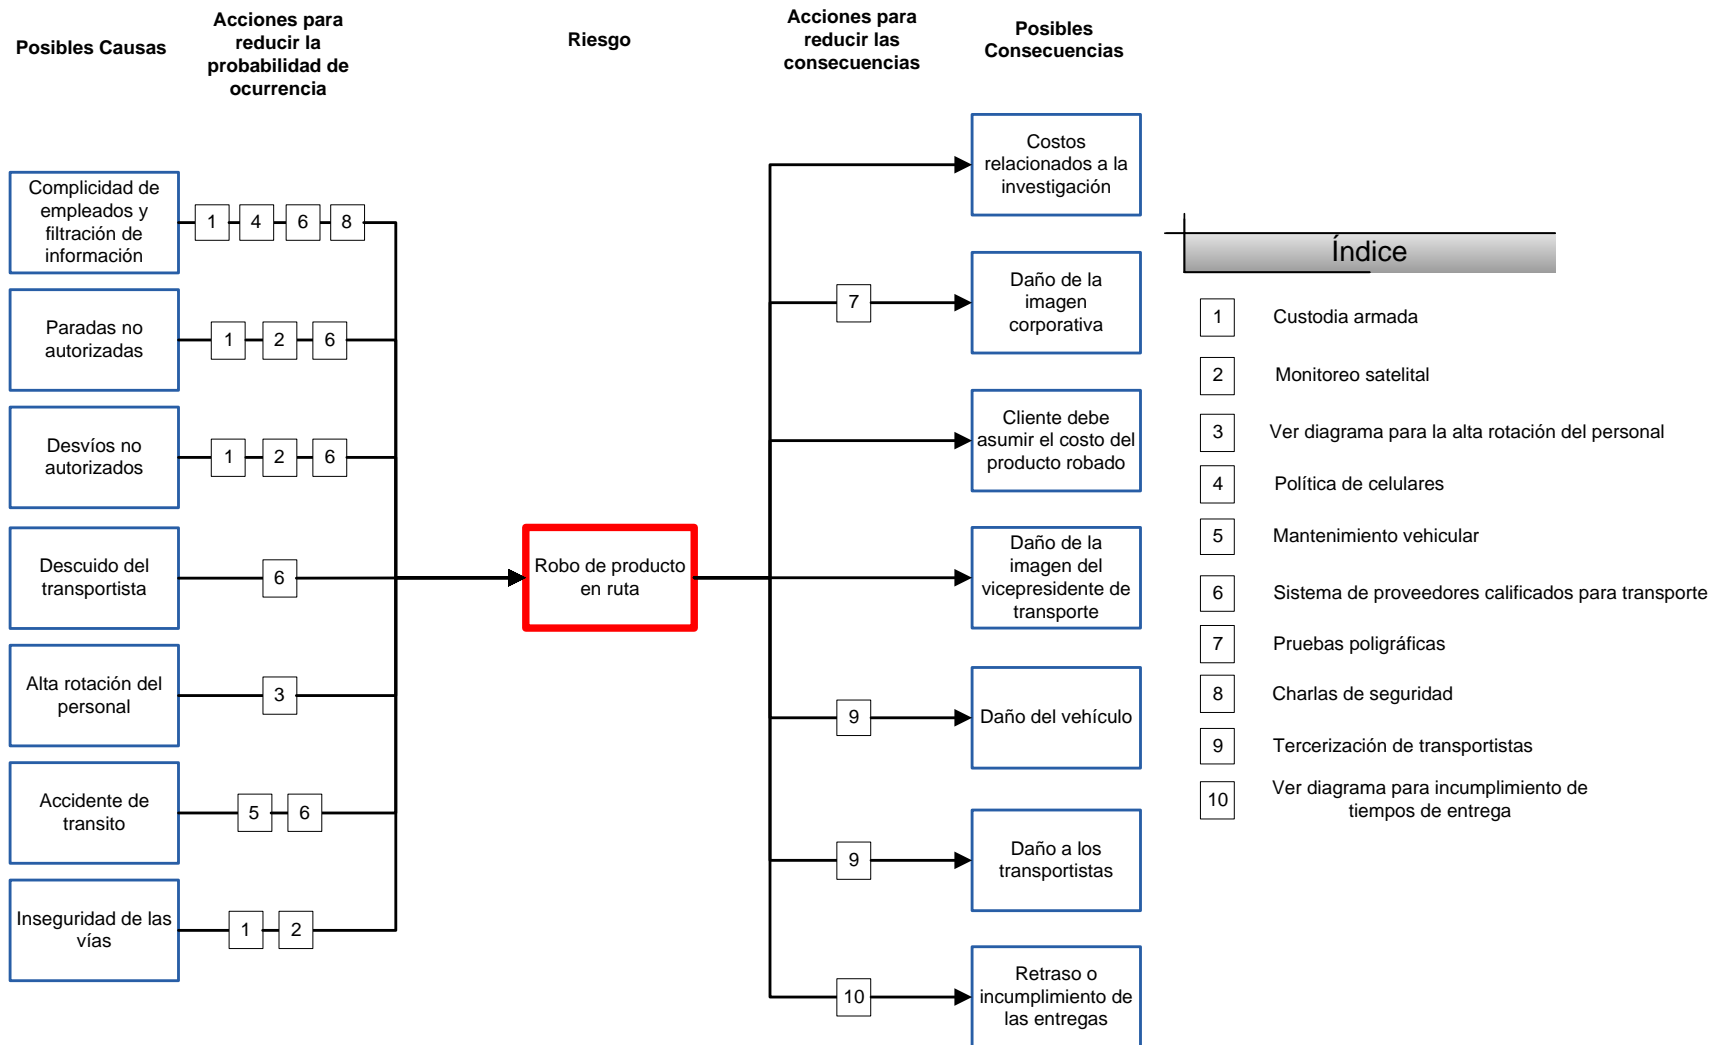 Posibles Causas
Acciones para
reducir la
probabilidad de
ocurrencia
Riesgo
Acciones para
reducir las
consecuencias
Posibles
Consecuencias
Complicidad de
empleados y
filtración de
información
1 4 6 8
Paradas no
autorizadas
1 2 6
Desvíos no
autorizados
1 2 6
Descuido del
transportista
6
Alta rotación del
personal
3
Accidente de
transito
5 6
Inseguridad de las
vías
1 2
Robo de producto
en ruta
Costos
relacionados a la
investigación
7
Daño de la
imagen
corporativa
Cliente debe
asumir el costo del
producto robado
Daño de la
imagen del
vicepresidente de
transporte
9
Daño del vehículo
9
Daño a los
transportistas
10
Retraso o
incumplimiento de
las entregas
Índice
1 Custodia armada
2 Monitoreo satelital
3 Ver diagrama para la alta rotación del personal
4 Política de celulares
5 Mantenimiento vehicular
6 Sistema de proveedores calificados para transporte
7 Pruebas poligráficas
8 Charlas de seguridad
9 Tercerización de transportistas
10 Ver diagrama para incumplimiento de
tiempos de entrega